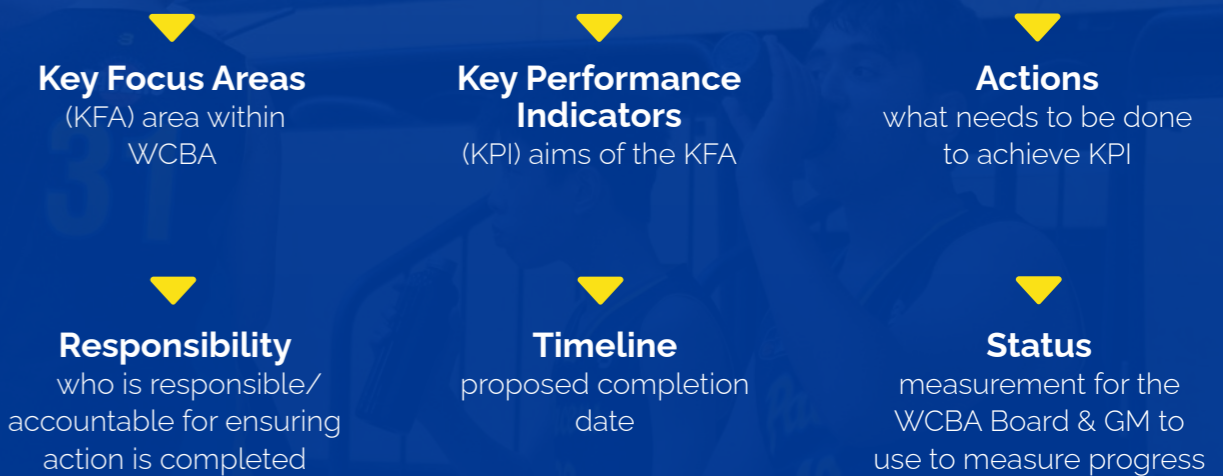 Key Focus Areas
(KFA) area within
WCBA
Key Performance
Indicators
(KPI) aims of the KFA
Actions
what needs to be done
to achieve KPI
31
Responsibility
who is responsible/
accountable for ensuring
action is completed
Timeline
proposed completion
date
Status
measurement for the
WCBA Board & GM to
use to measure progress